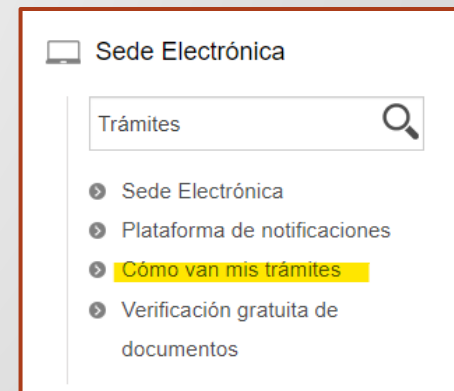 Sede Electrónica
Trámites
Sede Electrónica
Plataforma de notificaciones
Cómo van mis trámites
Verificación gratuita de
documentos